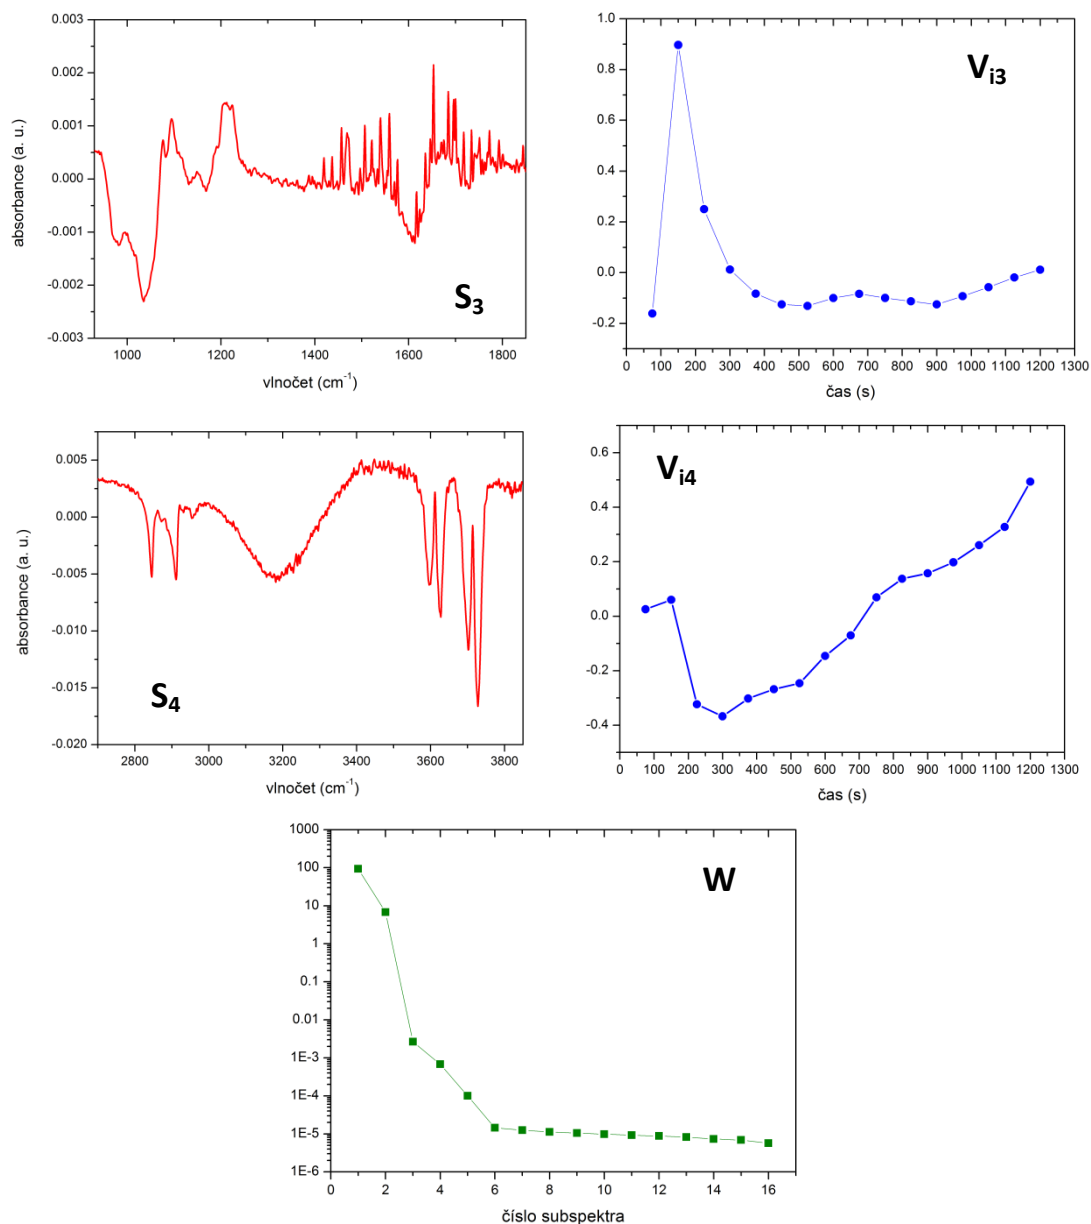 0.003
0.002
0.001
0.000
-0.001
-0.002
-0.003
absorbance (a. u.)
1000 1200 1400 1600 1800
vlnočet (cm⁻¹)
S₃
1.0
0.8
0.6
0.4
0.2
0.0
-0.2
0 100 200 300 400 500 600 700 800 900 1000 1100 1200 1300
čas (s)
Vᵢ₃
0.005
0.000
-0.005
-0.010
-0.015
-0.020
absorbance (a. u.)
2800 3000 3200 3400 3600 3800
vlnočet (cm⁻¹)
S₄
0.6
0.4
0.2
0.0
-0.2
-0.4
0 100 200 300 400 500 600 700 800 900 1000 1100 1200 1300
čas (s)
Vᵢ₄
1000
100
10
1
0.1
0.01
1E-3
1E-4
1E-5
1E-6
0 2 4 6 8 10 12 14 16
číslo subspektra
W